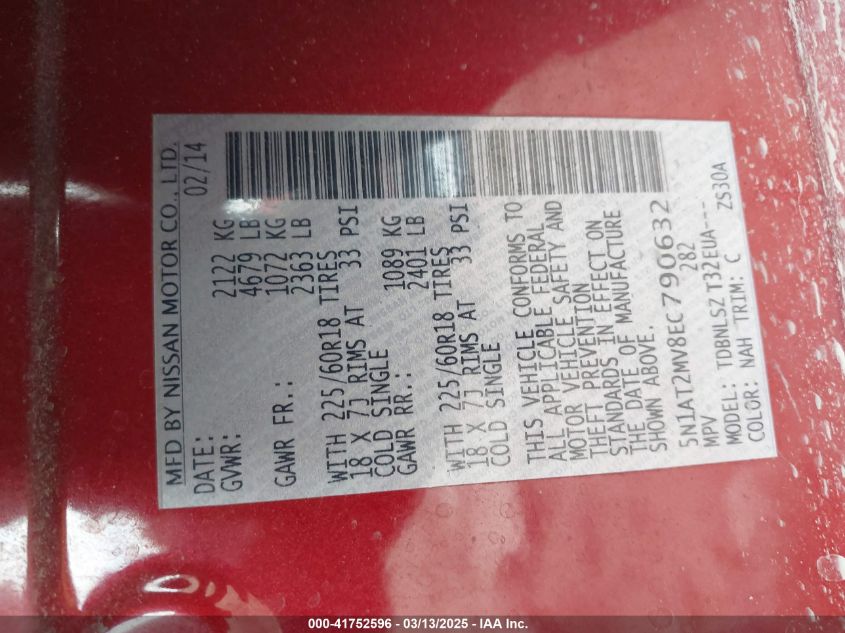 MFD BY NISSAN MOTOR CO., LTD.
DATE: 02/14
GVWR: 2122 KG
4679 LB
GAWR FR.: 1072 KG
2363 LB
WITH 225/60R18 TIRES
18 X 7J RIMS AT 33 PSI
COLD SINGLE
GAWR RR.: 1089 KG
2401 LB
WITH 225/60R18 TIRES
18 X 7J RIMS AT 33 PSI
COLD SINGLE
THIS VEHICLE CONFORMS TO
ALL APPLICABLE FEDERAL
MOTOR VEHICLE SAFETY AND
THEFT PREVENTION
STANDARDS IN EFFECT ON
THE DATE OF MANUFACTURE
SHOWN ABOVE.
5N1AT2MV8EC790632
MPV 282
MODEL: TDBNLSZ T32EUA---
COLOR: NAH TRIM: C ZS30A
000-41752596 - 03/13/2025 - IAA Inc.